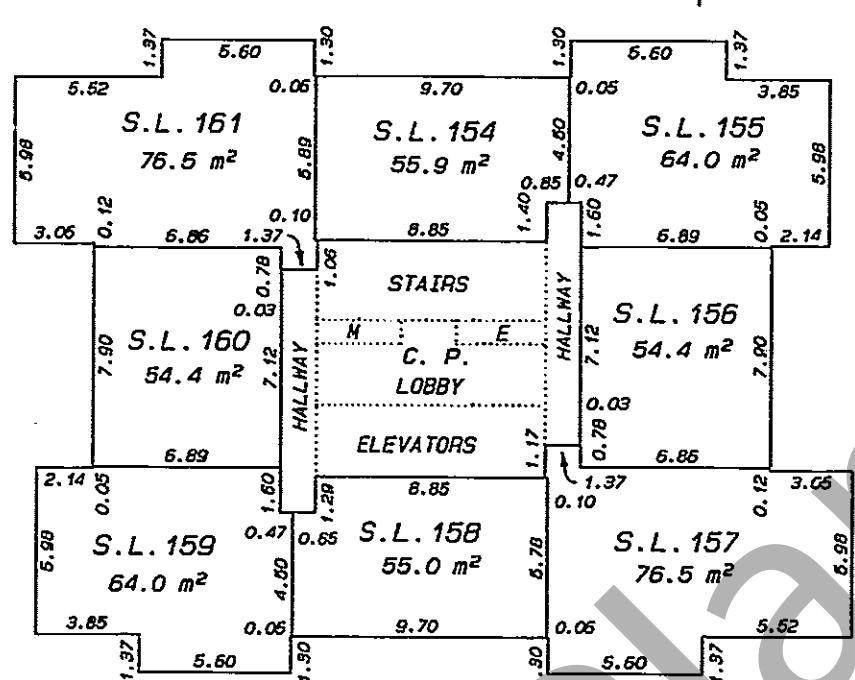 1.37 5.60 1.30 1.30 5.60 1.37
5.52 0.06 9.70 0.05 3.85
S.L. 161
76.5 m²
5.98 5.89
S.L. 154
55.9 m²
4.60
S.L. 155
64.0 m²
5.98
3.05 0.12 6.86 1.37 0.10
8.85 1.40 0.85 0.47
1.60 6.89 0.05 2.14
0.78 1.06
0.03
STAIRS
M E
C. P.
LOBBY
ELEVATORS
HALLWAY
HALLWAY
7.90
S.L. 160
54.4 m²
7.12
7.12
S.L. 156
54.4 m²
7.90
0.03
0.78
6.89 1.17 6.86
2.14 0.05 1.60 1.29 8.85 1.37 0.12 3.05
0.10
0.47 0.65
5.98
S.L. 159
64.0 m²
4.50
S.L. 158
55.0 m²
5.78
S.L. 157
76.5 m²
5.98
3.85 0.06 9.70 0.06 5.52
1.37 5.60 1.30 .30 5.60 1.37